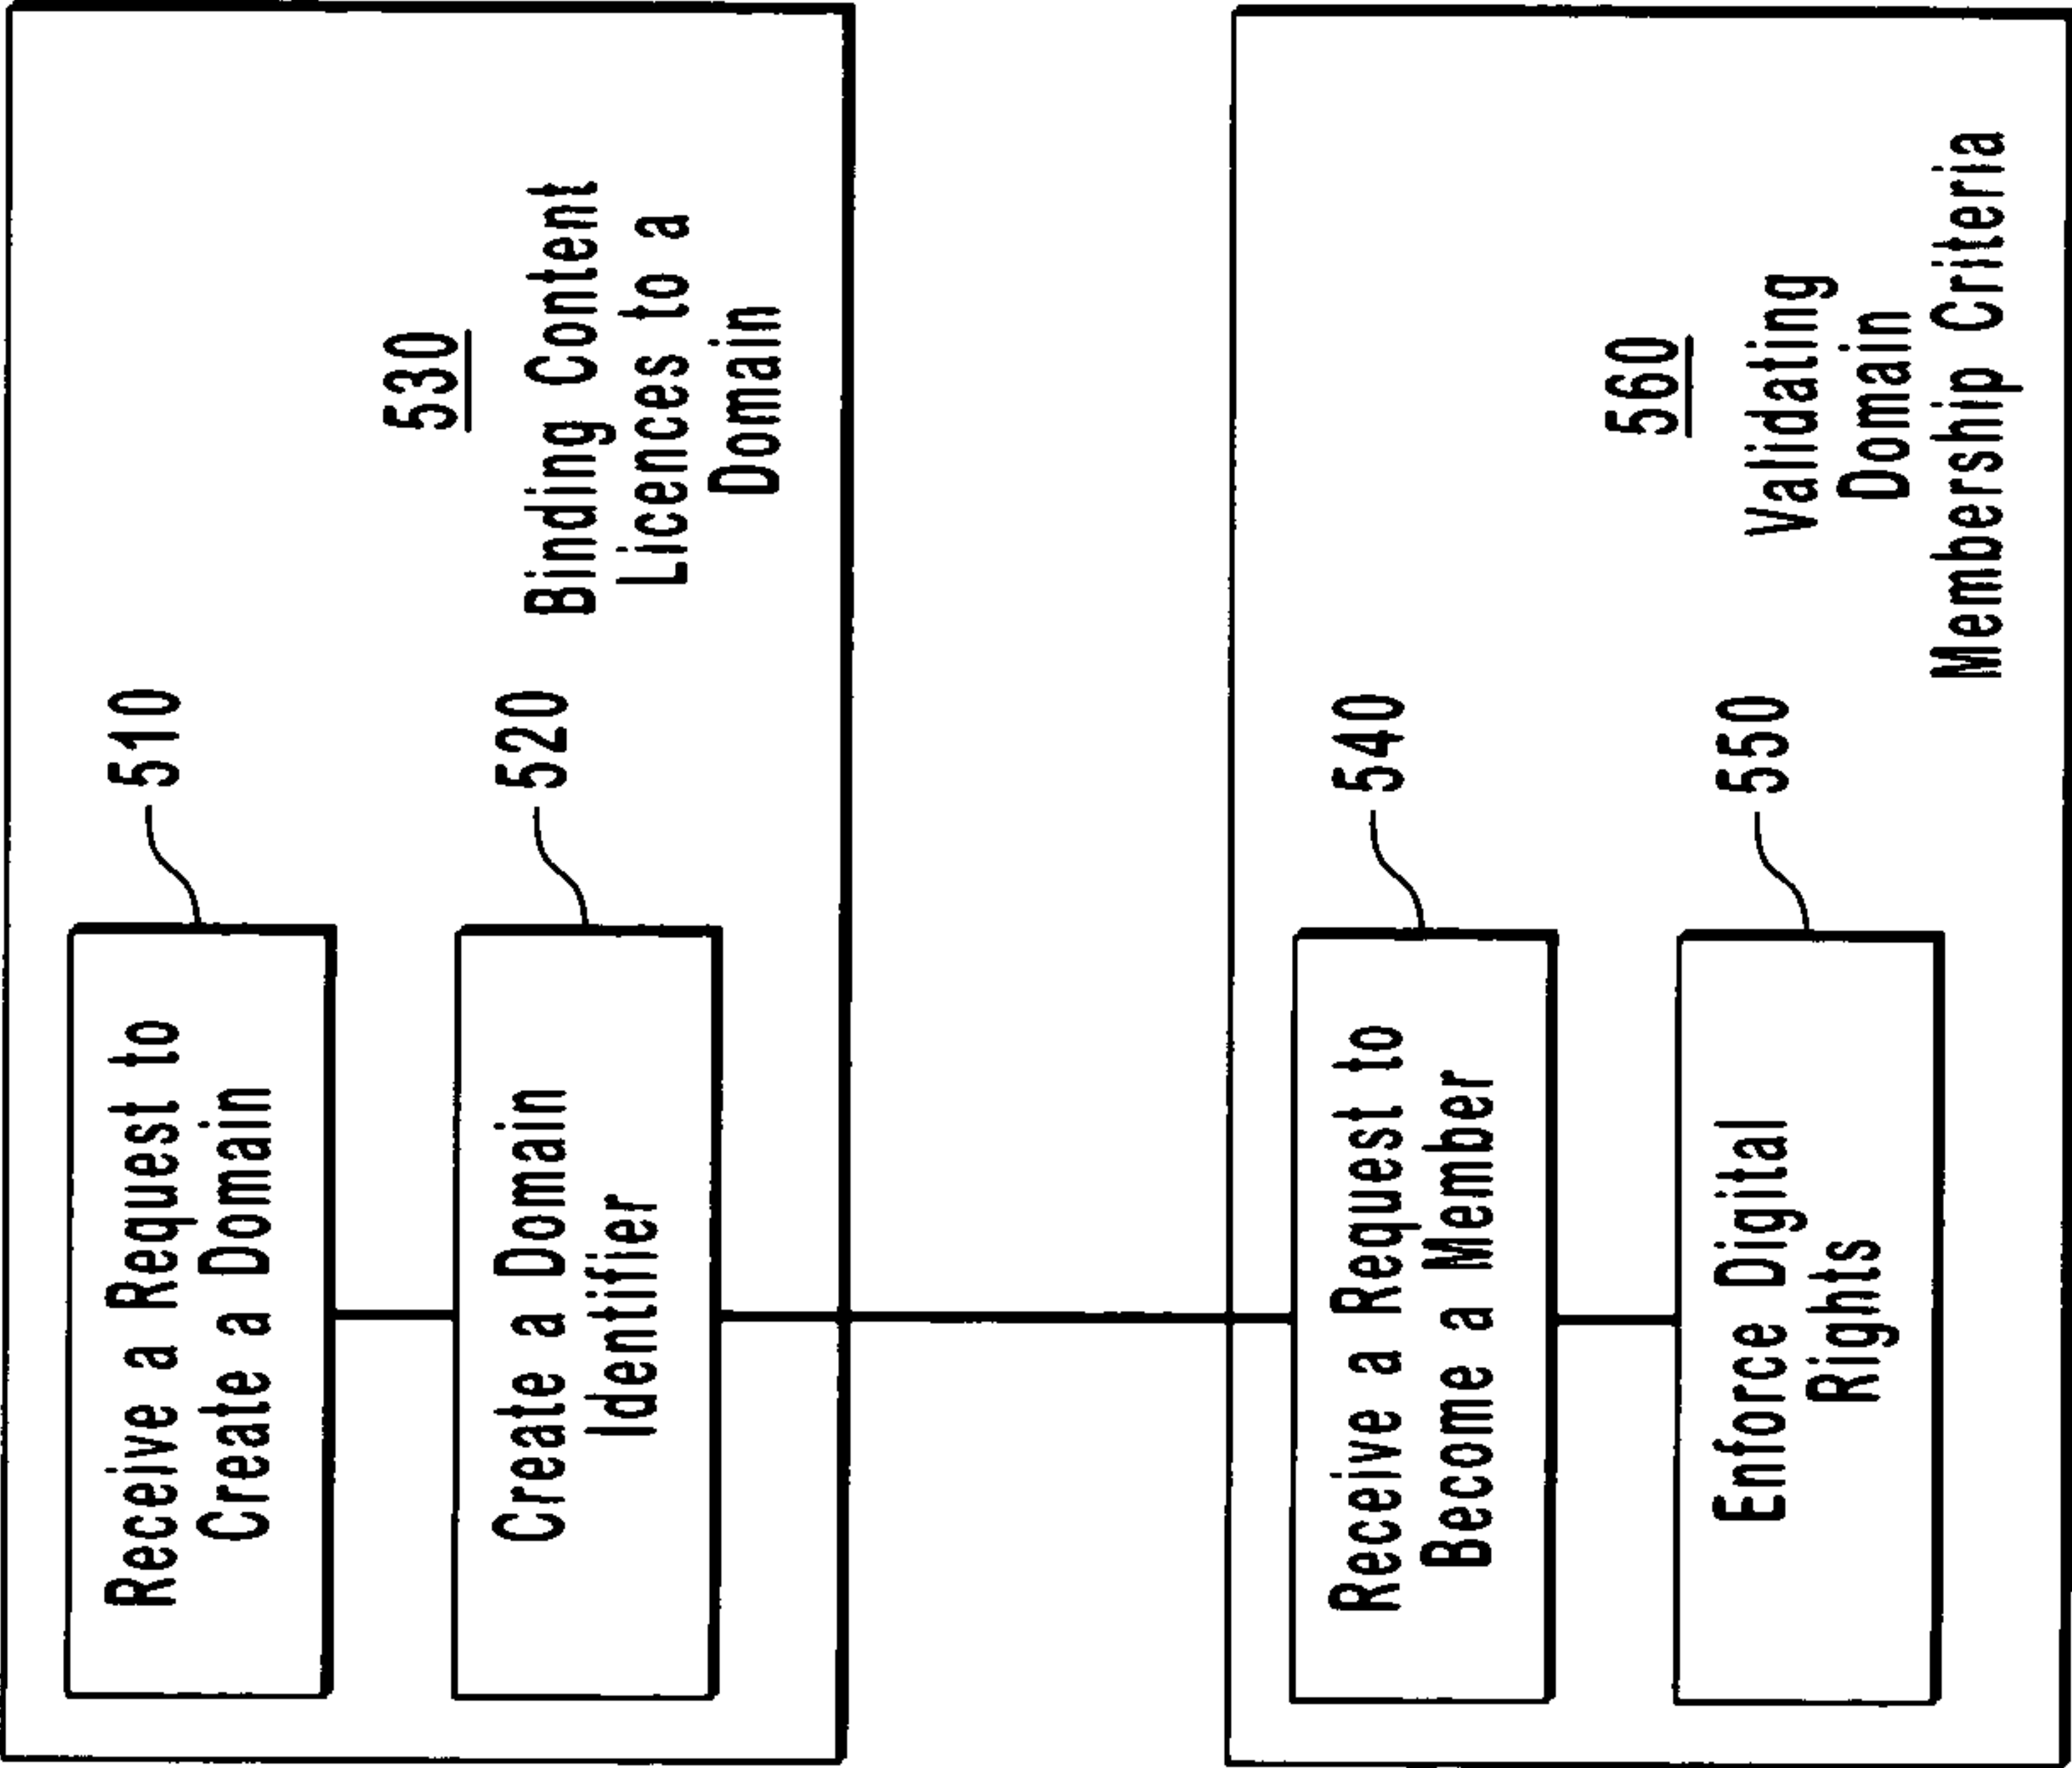 Receive a Request to
Create a Domain
510
Create a Domain
Identifier
520
530
Binding Content
Licences to a
Domain
Receive a Request to
Become a Member
540
Enforce Digital
Rights
550
560
Validating
Domain
Membership Criteria